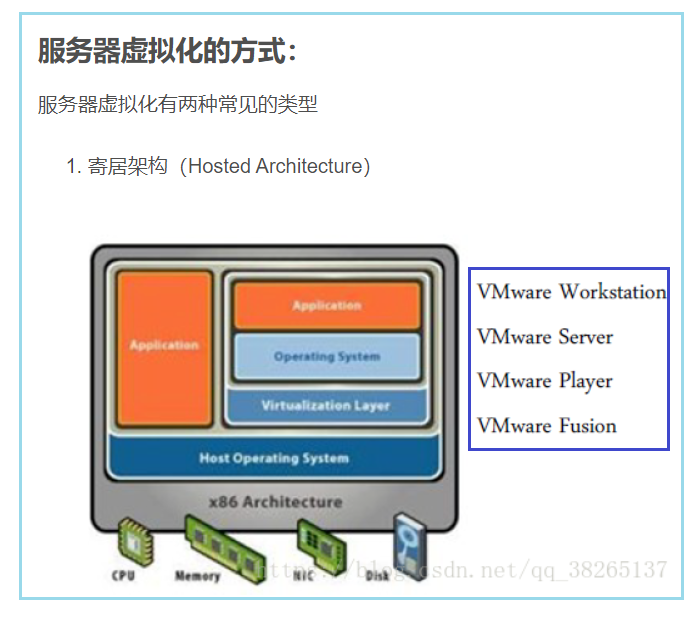 服务器虚拟化的方式：
服务器虚拟化有两种常见的类型
1. 寄居架构（Hosted Architecture）
Application
Application
Operating System
Virtualization Layer
Host Operating System
x86 Architecture
VMware Workstation
VMware Server
VMware Player
VMware Fusion
CPU
Memory
NIC
Disk
https://blog.csdn.net/qq_38265137